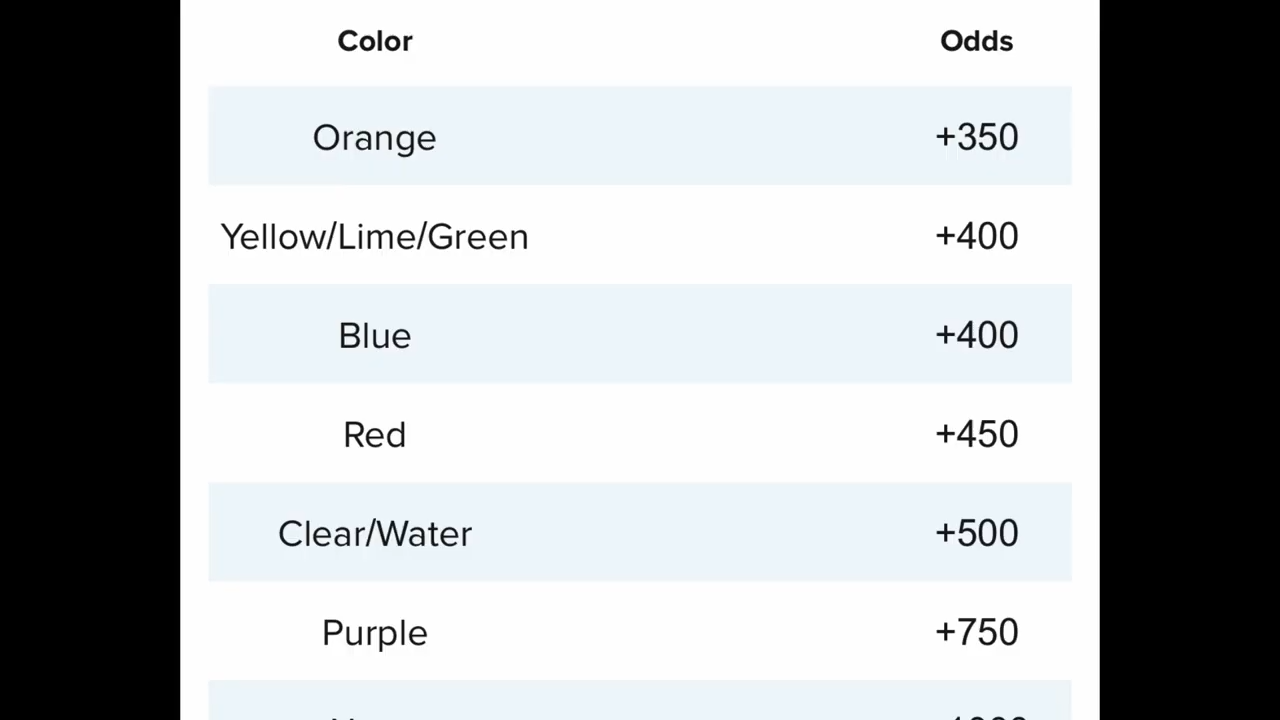 Color Odds
Orange +350
Yellow/Lime/Green +400
Blue +400
Red +450
Clear/Water +500
Purple +750